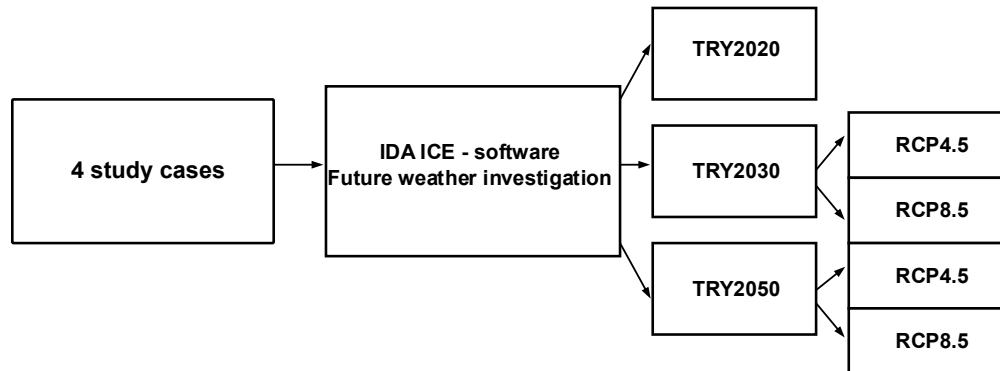 4 study cases
IDA ICE - software
Future weather investigation
TRY2020
TRY2030
RCP4.5
RCP8.5
TRY2050
RCP4.5
RCP8.5